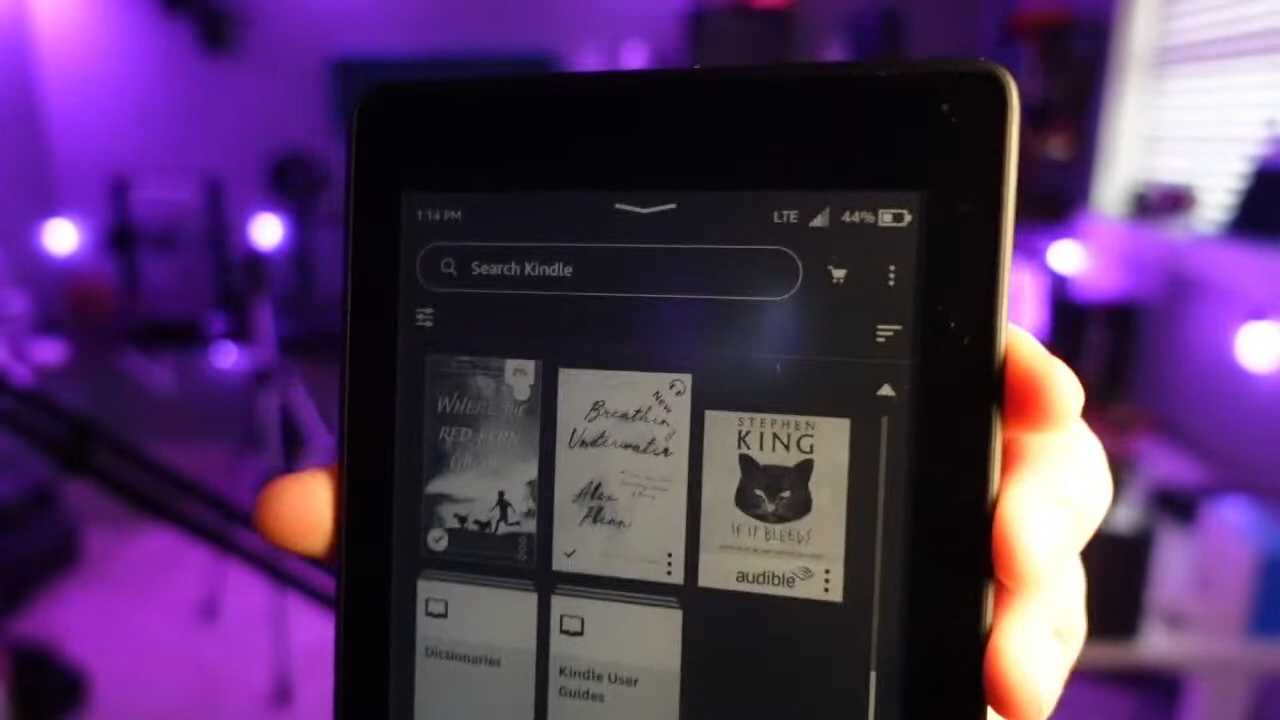 1:14 PM
LTE
44%
Search Kindle
WHERE THE
RED FERN
New
Breathing
Underwater
Alex
Flinn
STEPHEN
KING
IF IT BLEEDS
audible
Dictionaries
Kindle User
Guides